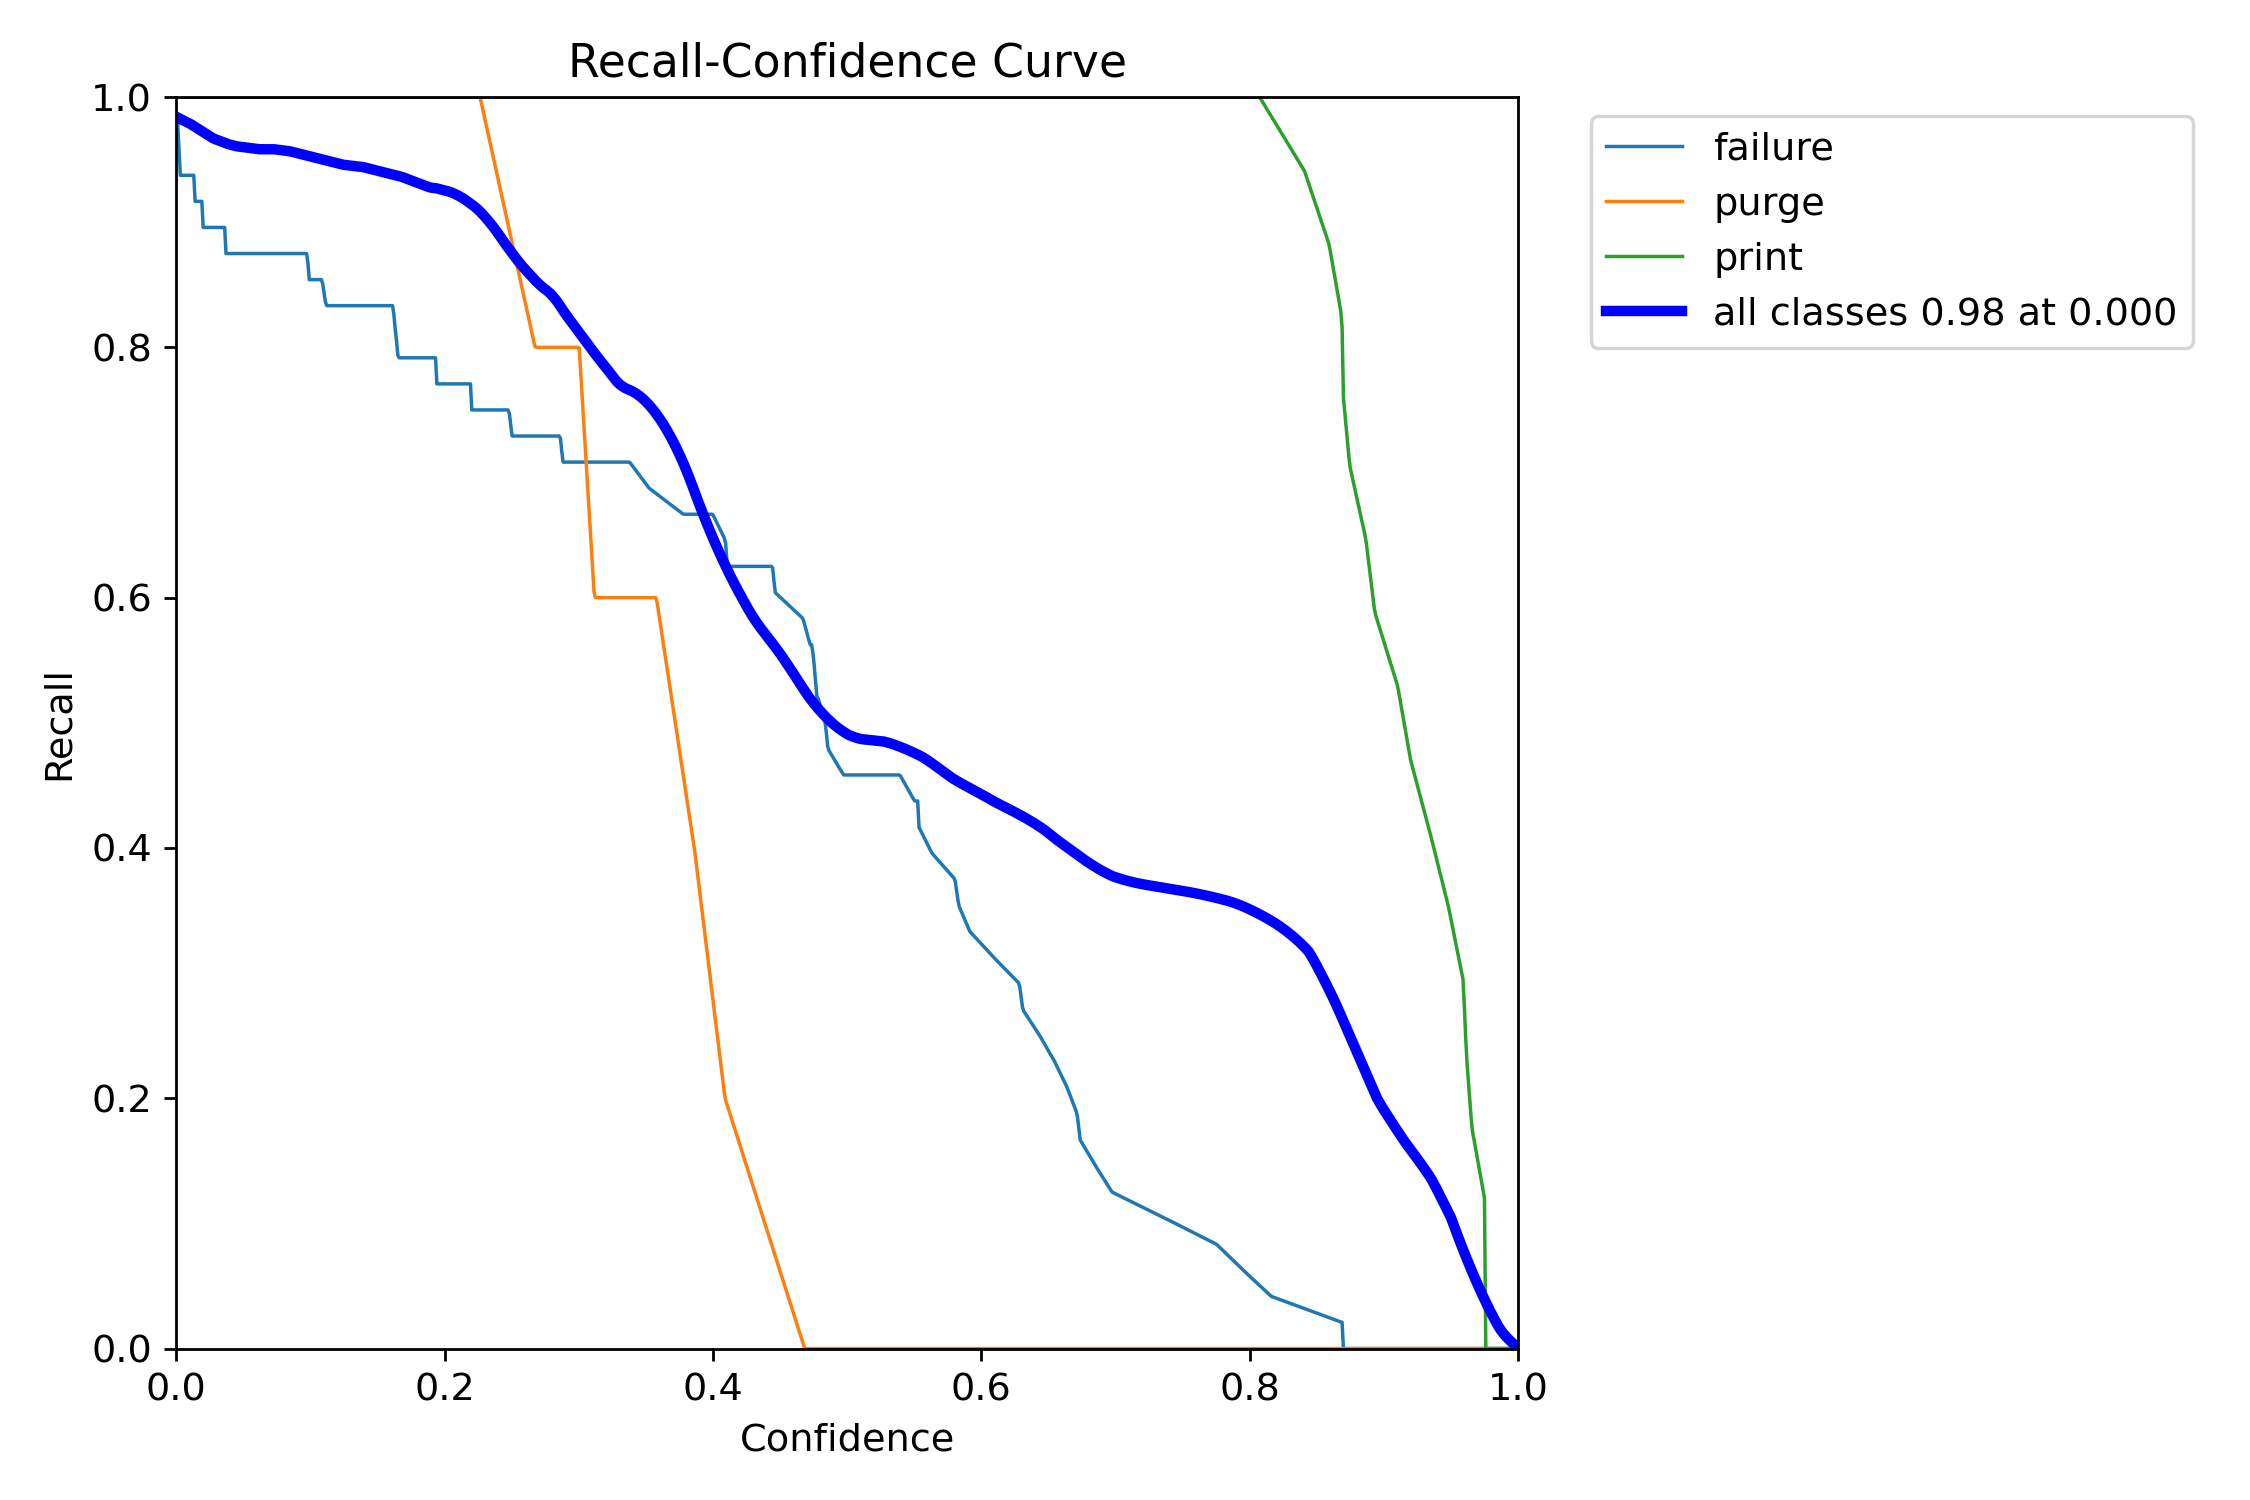 Recall-Confidence Curve
1.0
0.8
0.6
0.4
0.2
0.0
Recall
0.0 0.2 0.4 0.6 0.8 1.0
Confidence
failure
purge
print
all classes 0.98 at 0.000